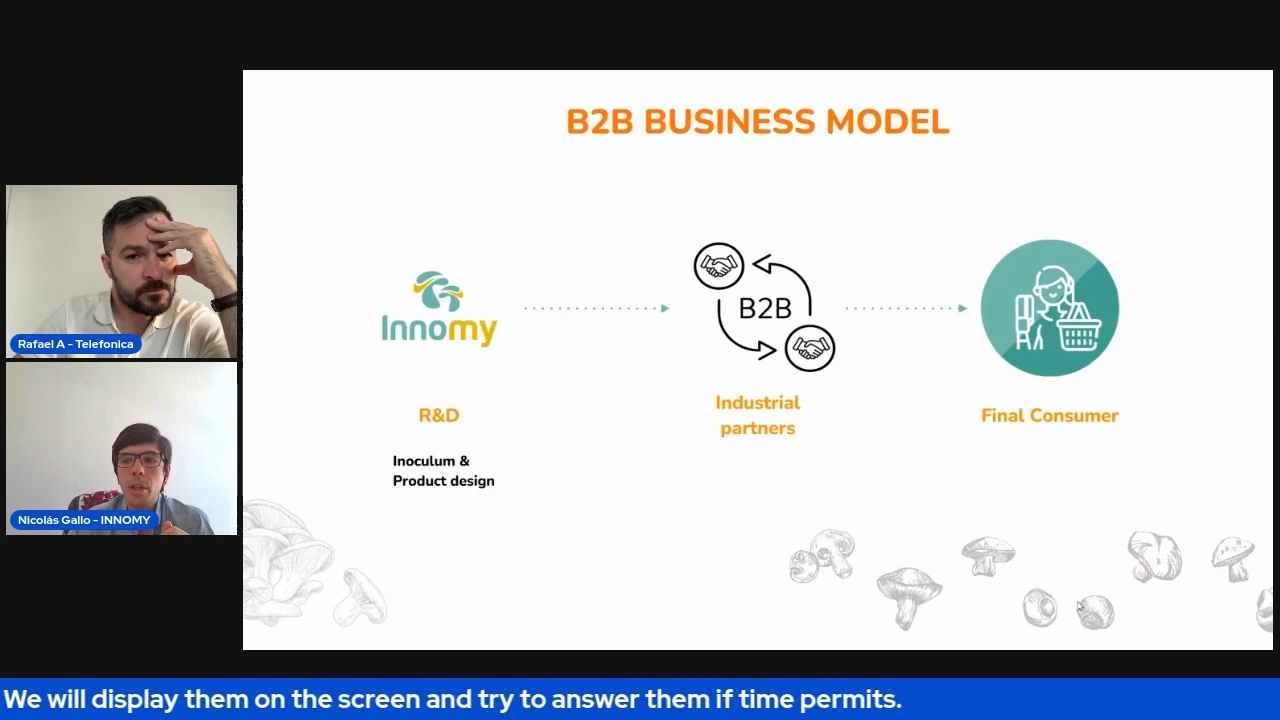 B2B BUSINESS MODEL
Rafael A - Telefonica
Nicolás Gallo - INNOMY
Innomy
R&D
Inoculum &
Product design
B2B
Industrial
partners
Final Consumer
We will display them on the screen and try to answer them if time permits.